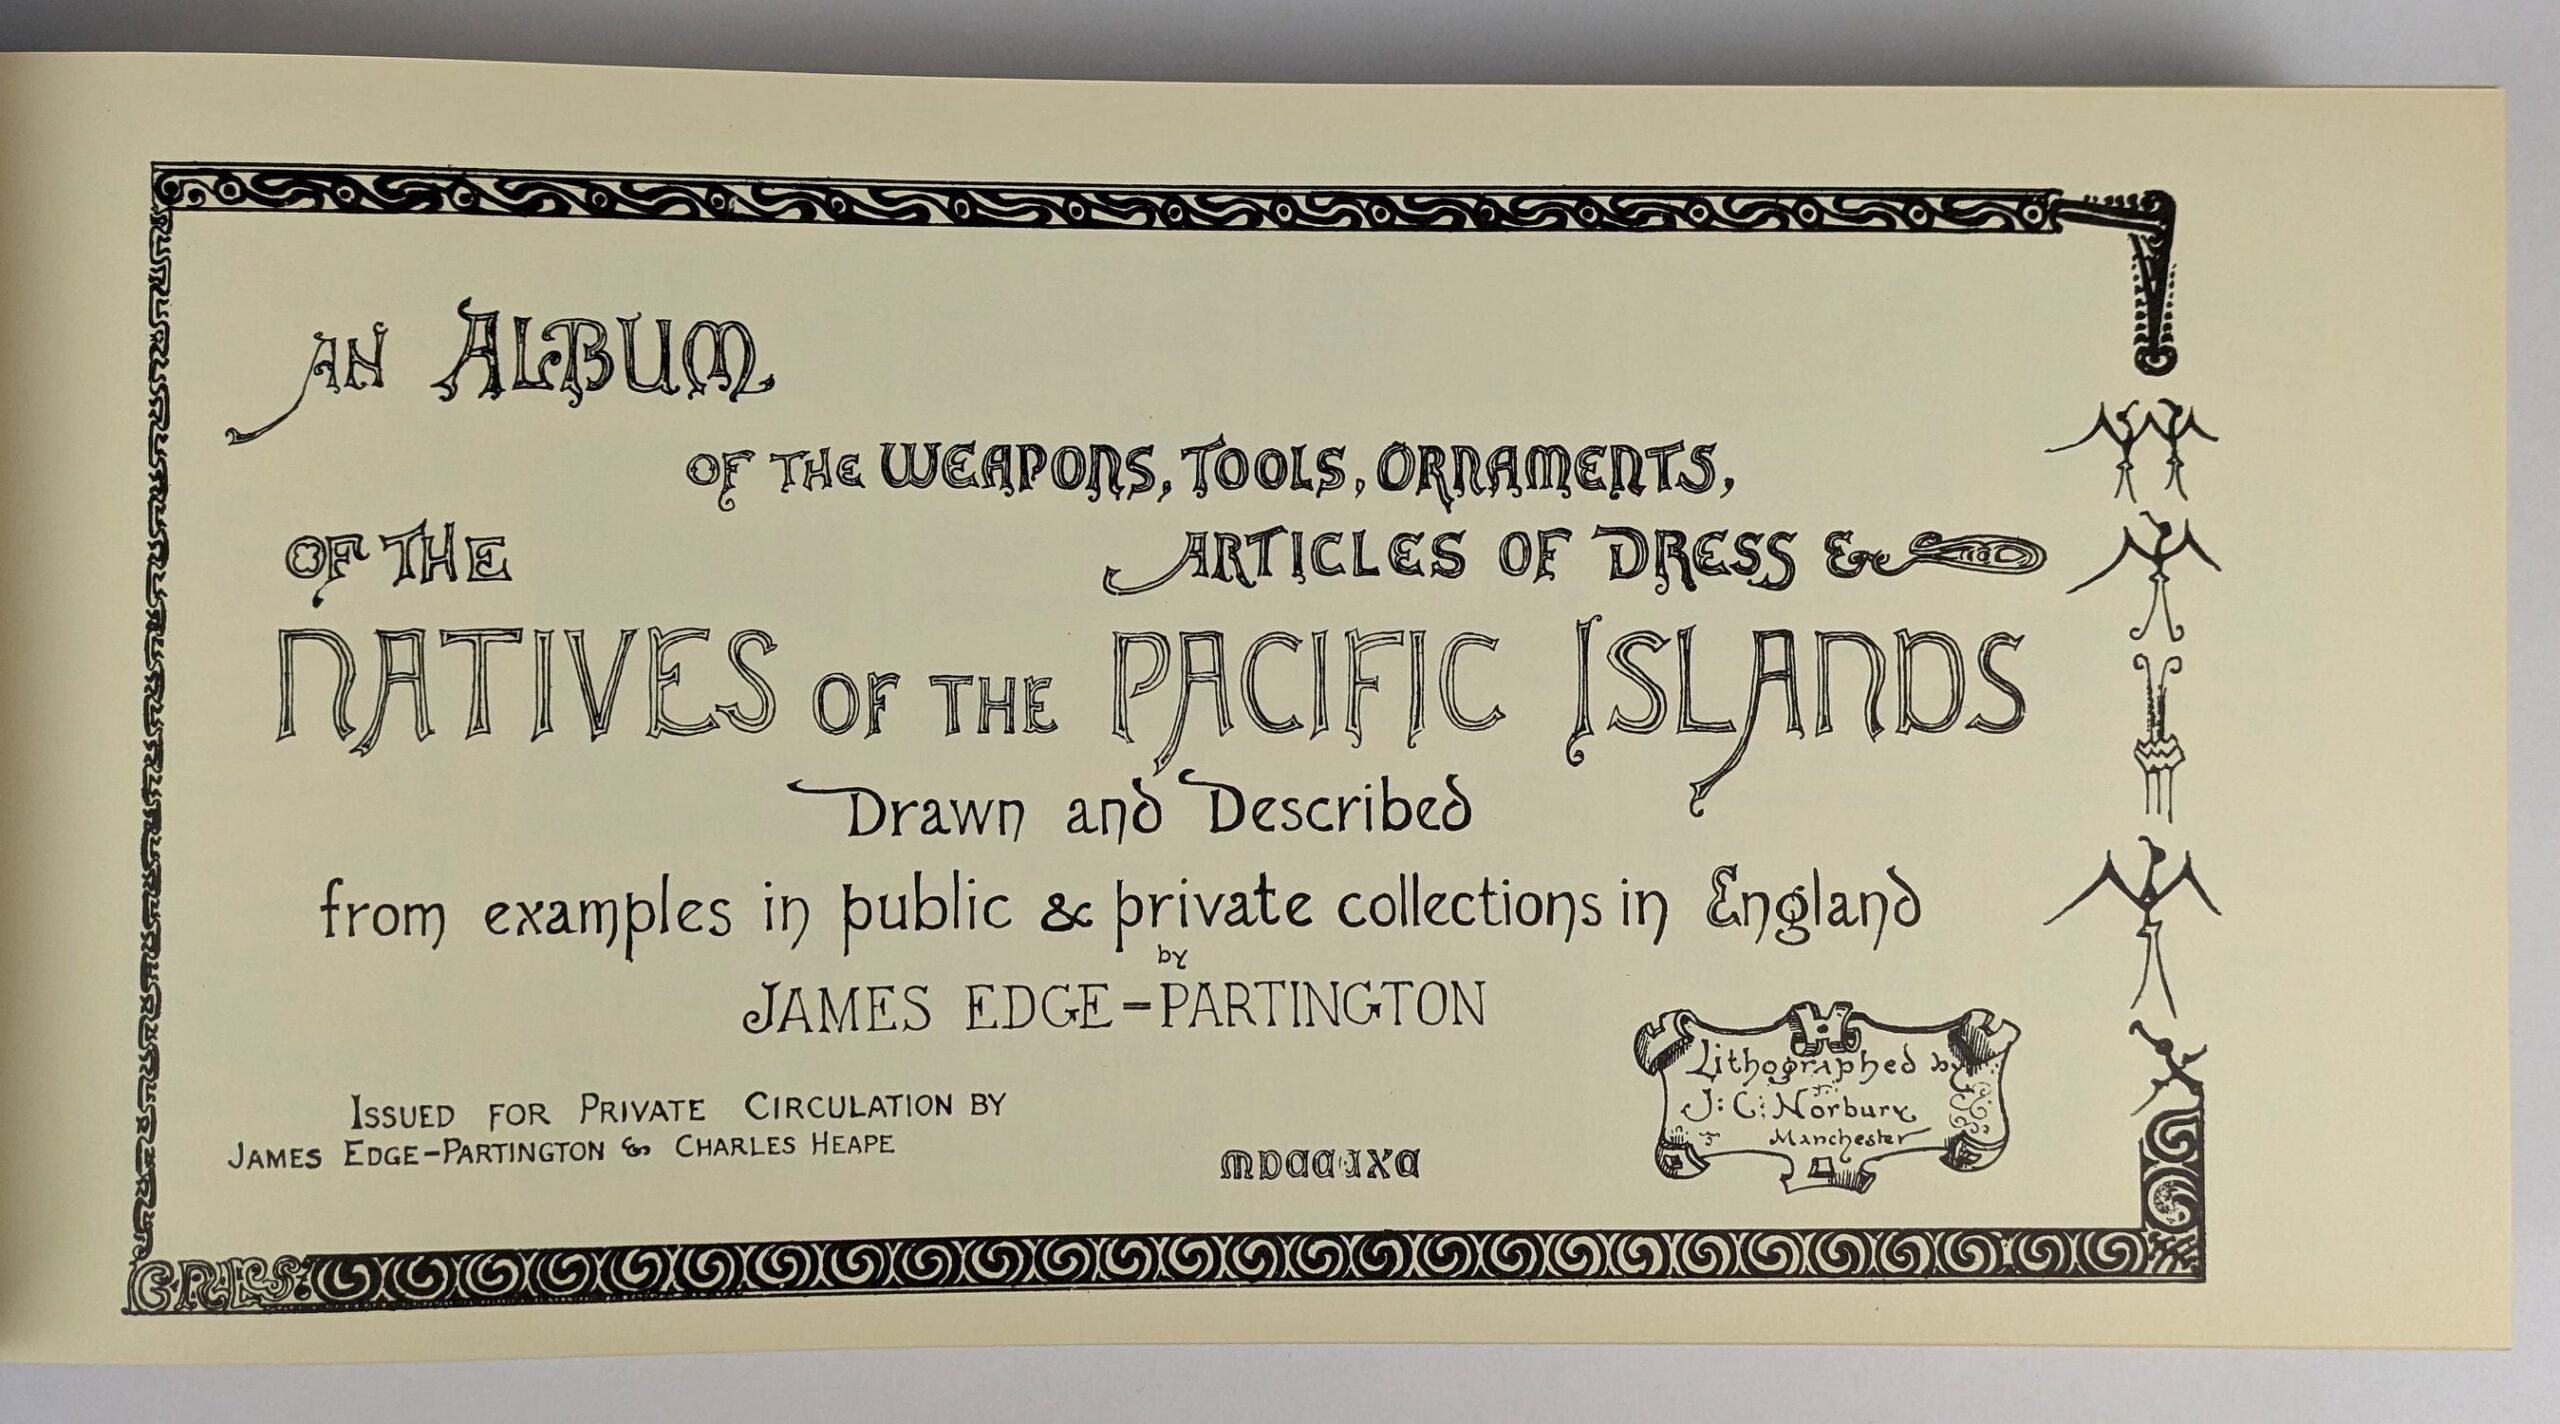 AN ALBUM
OF THE WEAPONS, TOOLS, ORNAMENTS,
ARTICLES OF DRESS &
OF THE
NATIVES OF THE PACIFIC ISLANDS
Drawn and Described
from examples in public & private collections in England
by
JAMES EDGE-PARTINGTON
ISSUED FOR PRIVATE CIRCULATION BY
JAMES EDGE-PARTINGTON & CHARLES HEAPE
Lithographed by
J: C: Norbury
Manchester